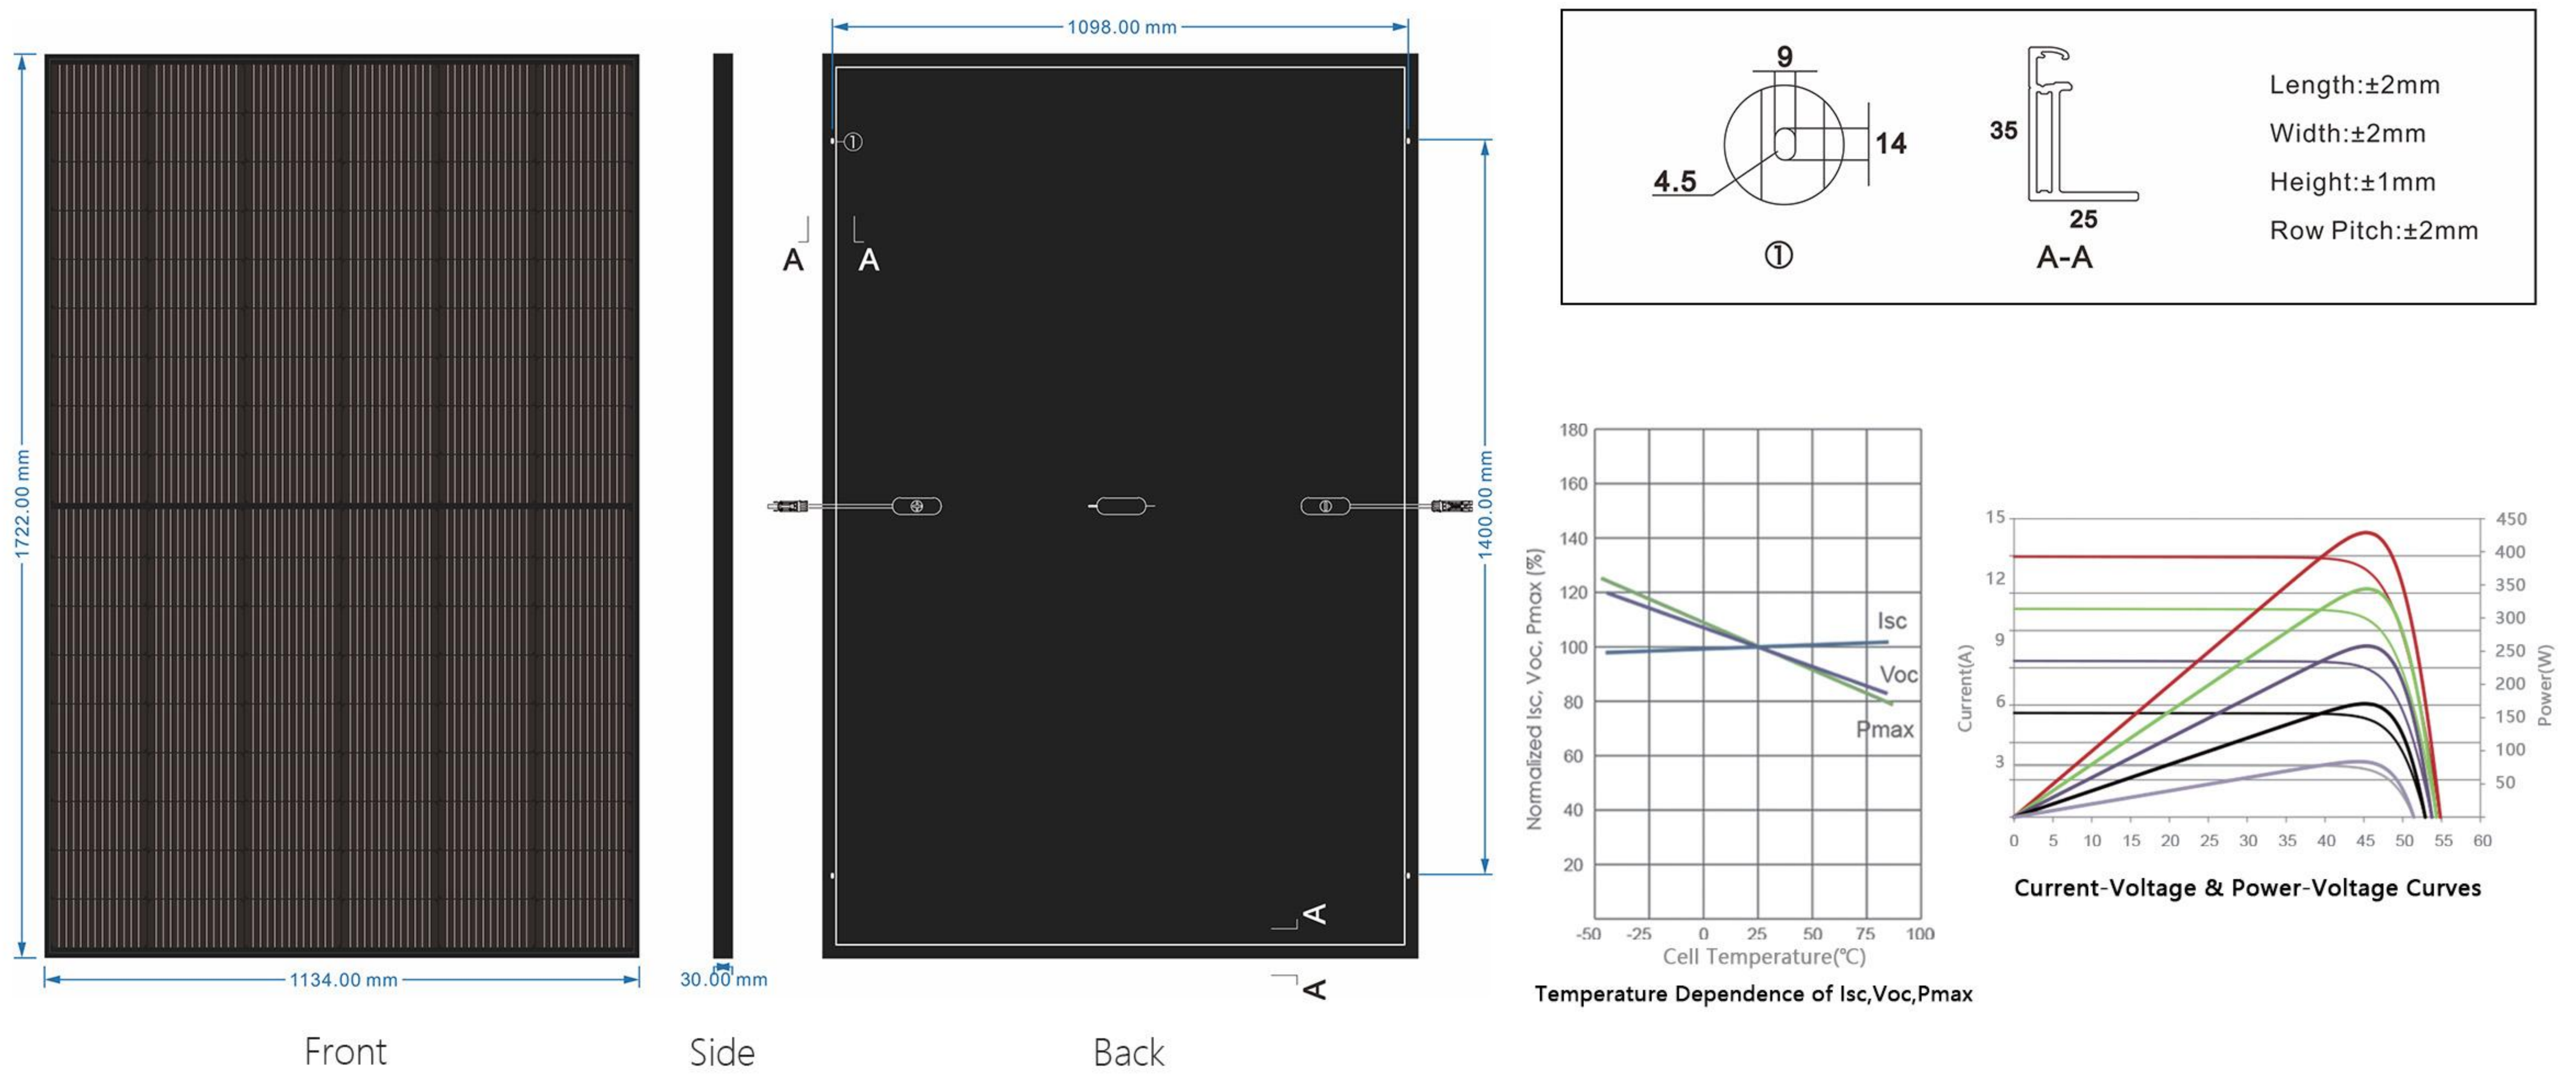 1722.00 mm
1134.00 mm
Front
30.00 mm
Side
1098.00 mm
①
A
A
1400.00 mm
A
A
Back
9
14
4.5
①
35
25
A-A
Length:±2mm
Width:±2mm
Height:±1mm
Row Pitch:±2mm
Normalized Isc, Voc, Pmax (%)
180
160
140
120
100
80
60
40
20
Isc
Voc
Pmax
-50 -25 0 25 50 75 100
Cell Temperature(℃)
Temperature Dependence of Isc,Voc,Pmax
Current(A)
15
12
9
6
3
450
400
350
300
250
200
150
100
50
Power(W)
0 5 10 15 20 25 30 35 40 45 50 55 60
Current-Voltage & Power-Voltage Curves